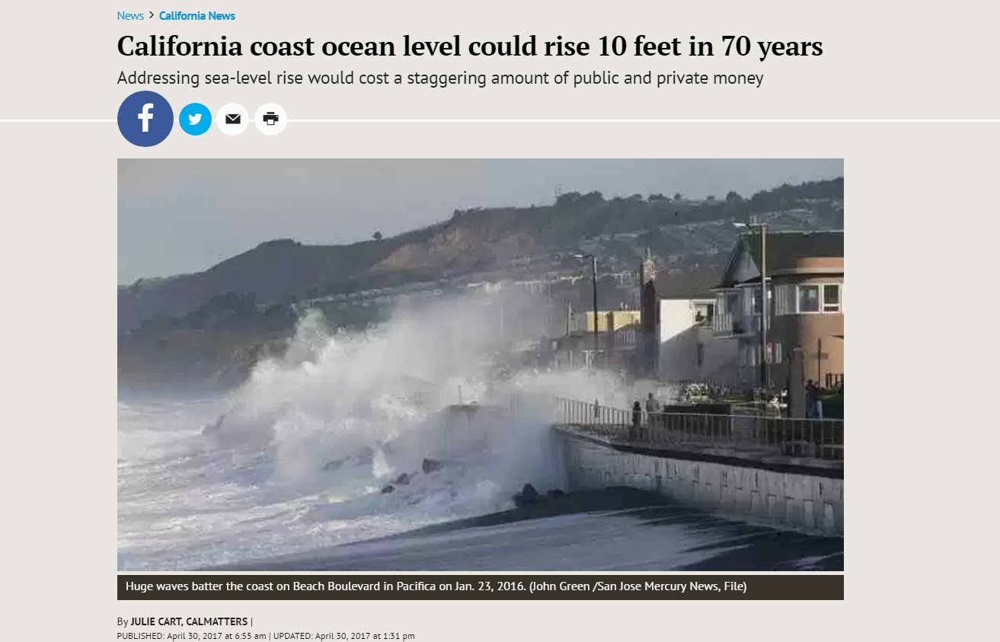 News > California News
California coast ocean level could rise 10 feet in 70 years
Addressing sea-level rise would cost a staggering amount of public and private money
Huge waves batter the coast on Beach Boulevard in Pacifica on Jan. 23, 2016. (John Green /San Jose Mercury News, File)
By JULIE CART, CALMATTERS |
PUBLISHED: April 30, 2017 at 6:55 am | UPDATED: April 30, 2017 at 1:31 pm